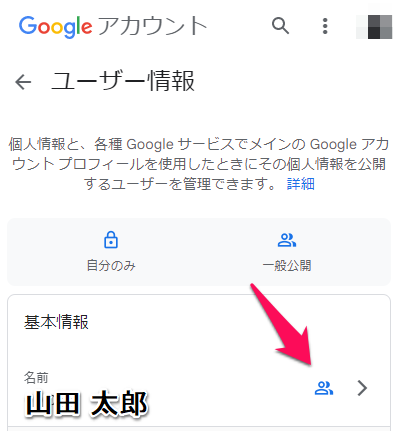 Google アカウント
ユーザー情報
個人情報と、各種 Google サービスでメインの Google アカ
ウント プロフィールを使用したときにその個人情報を公開
するユーザーを管理できます。 詳細
自分のみ 一般公開
基本情報
名前
山田 太郎